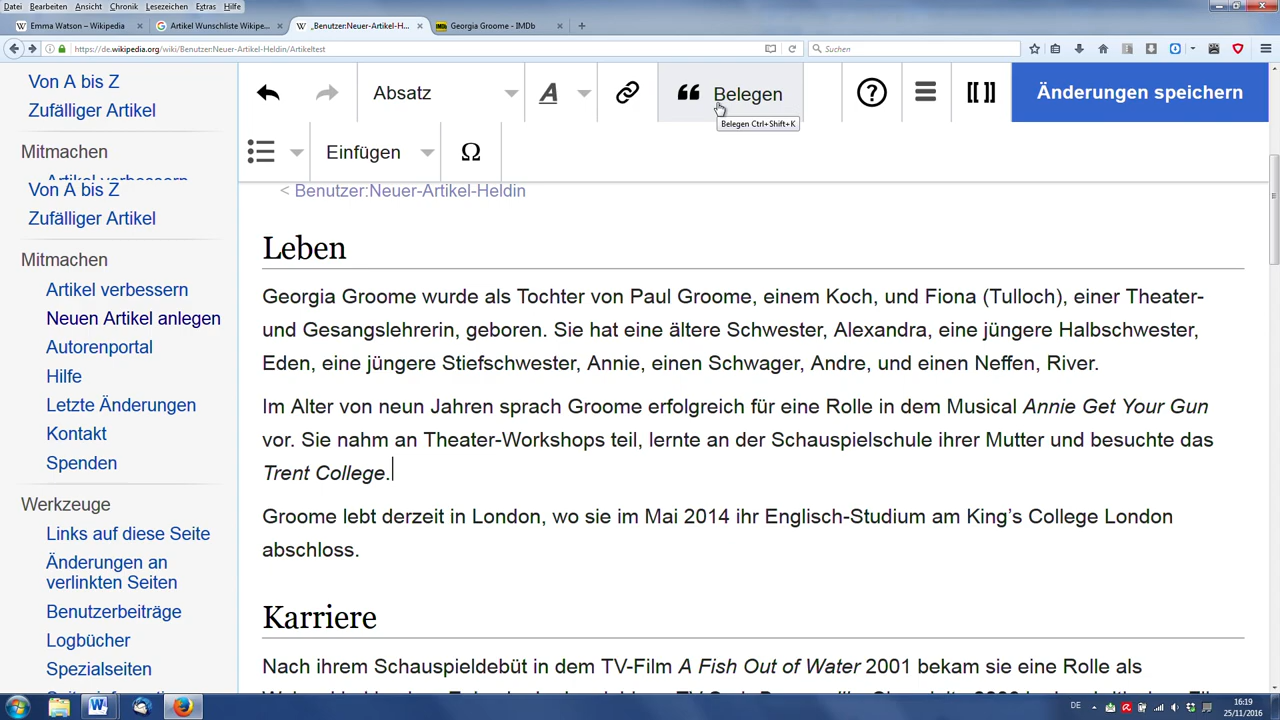 Datei Bearbeiten Ansicht Chronik Lesezeichen Extras Hilfe
Emma Watson – Wikipedia
Artikel Wunschliste Wikipe...
„Benutzer:Neuer-Artikel-H...
Georgia Groome - IMDb
https://de.wikipedia.org/wiki/Benutzer:Neuer-Artikel-Heldin/Artikeltest
Suchen
Von A bis Z
Zufälliger Artikel
Mitmachen
Artikel verbessern
Von A bis Z
Zufälliger Artikel
Mitmachen
Artikel verbessern
Neuen Artikel anlegen
Autorenportal
Hilfe
Letzte Änderungen
Kontakt
Spenden
Werkzeuge
Links auf diese Seite
Änderungen an
verlinkten Seiten
Benutzerbeiträge
Logbücher
Spezialseiten
Absatz
A
Belegen
Änderungen speichern
Belegen Ctrl+Shift+K
Einfügen
Ω
< Benutzer:Neuer-Artikel-Heldin
Leben
Georgia Groome wurde als Tochter von Paul Groome, einem Koch, und Fiona (Tulloch), einer Theater-
und Gesangslehrerin, geboren. Sie hat eine ältere Schwester, Alexandra, eine jüngere Halbschwester,
Eden, eine jüngere Stiefschwester, Annie, einen Schwager, Andre, und einen Neffen, River.
Im Alter von neun Jahren sprach Groome erfolgreich für eine Rolle in dem Musical Annie Get Your Gun
vor. Sie nahm an Theater-Workshops teil, lernte an der Schauspielschule ihrer Mutter und besuchte das
Trent College.
Groome lebt derzeit in London, wo sie im Mai 2014 ihr Englisch-Studium am King’s College London
abschloss.
Karriere
Nach ihrem Schauspieldebüt in dem TV-Film A Fish Out of Water 2001 bekam sie eine Rolle als
DE
16:19
25/11/2016